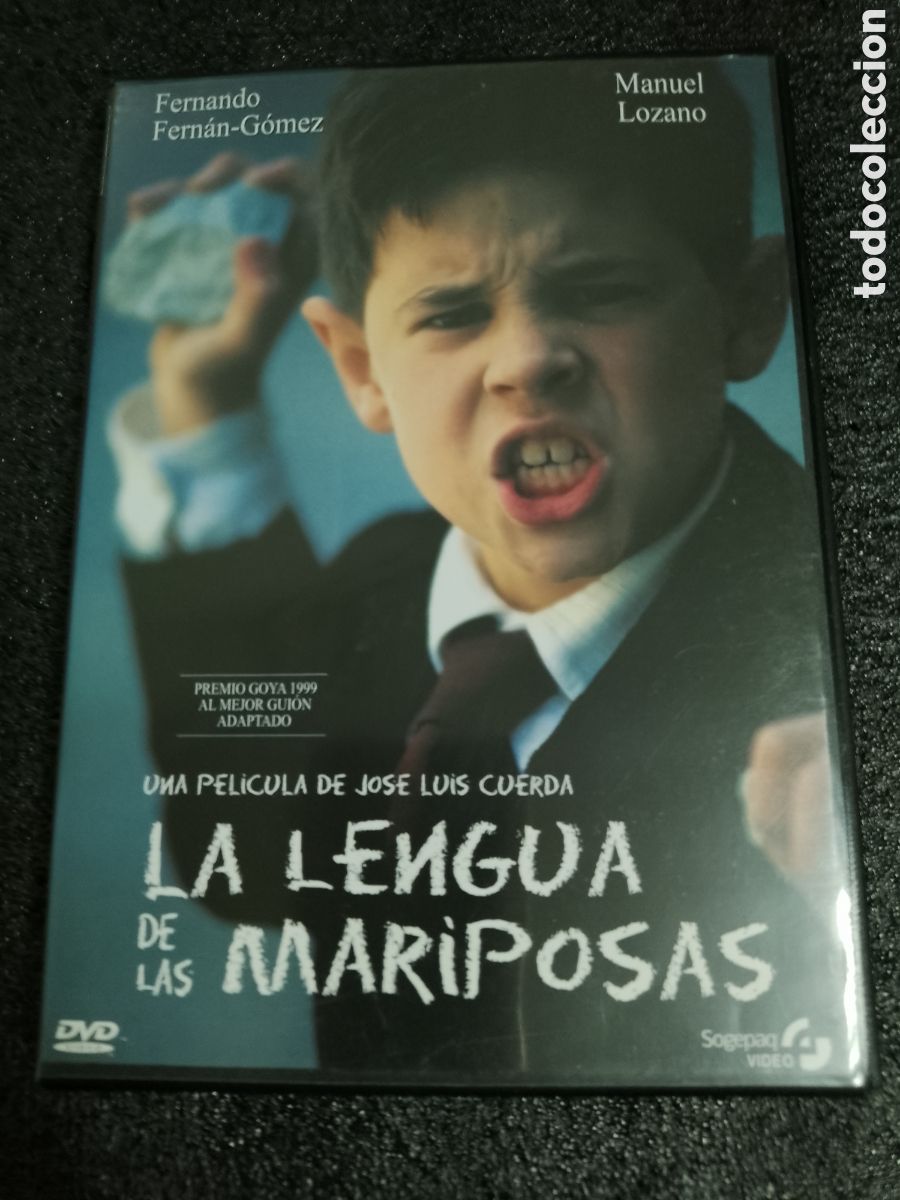 Fernando
Fernán-Gómez
Manuel
Lozano
todocoleccion
PREMIO GOYA 1999
AL MEJOR GUIÓN
ADAPTADO
UNA PELÍCULA DE JOSE LUIS CUERDA
LA LENGUA
DE LAS
MARIPOSAS
DVD
Sogepaq
VIDEO